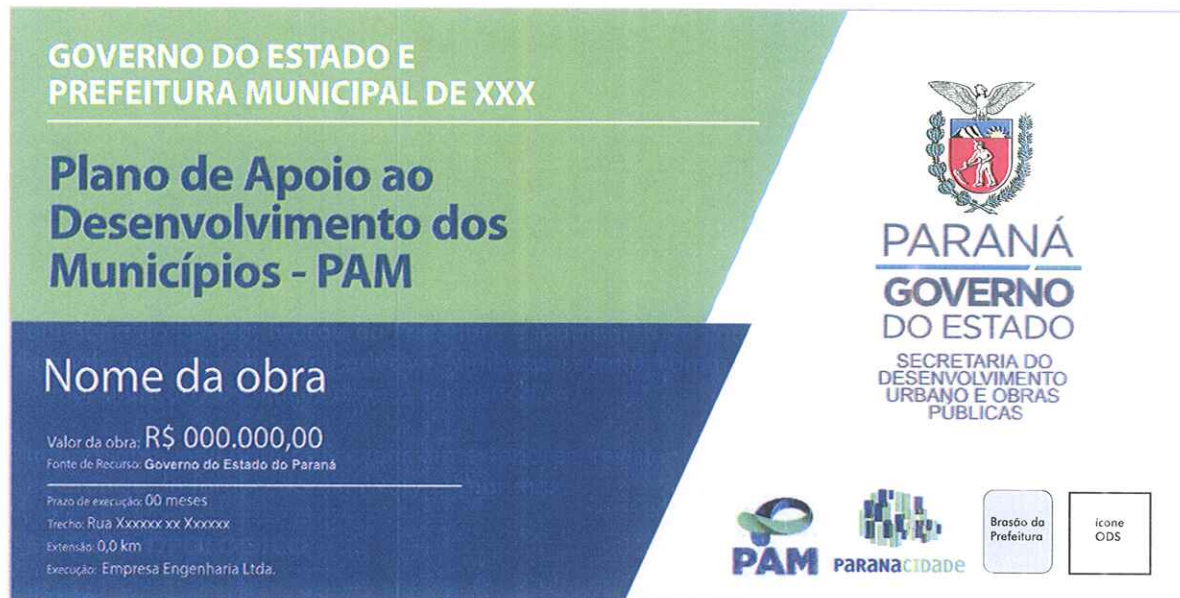 GOVERNO DO ESTADO E
PREFEITURA MUNICIPAL DE XXX
Plano de Apoio ao
Desenvolvimento dos
Municípios - PAM
Nome da obra
Valor da obra: R$ 000.000,00
Fonte de Recurso: Governo do Estado do Paraná
Prazo de execução: 00 meses
Trecho: Rua Xxxxxx xx Xxxxxx
Extensão: 0,0 km
Execução: Empresa Engenharia Ltda.
PARANÁ
GOVERNO
DO ESTADO
SECRETARIA DO
DESENVOLVIMENTO
URBANO E OBRAS
PÚBLICAS
PAM
PARANACIDADE
Brasão da
Prefeitura
ícone
ODS